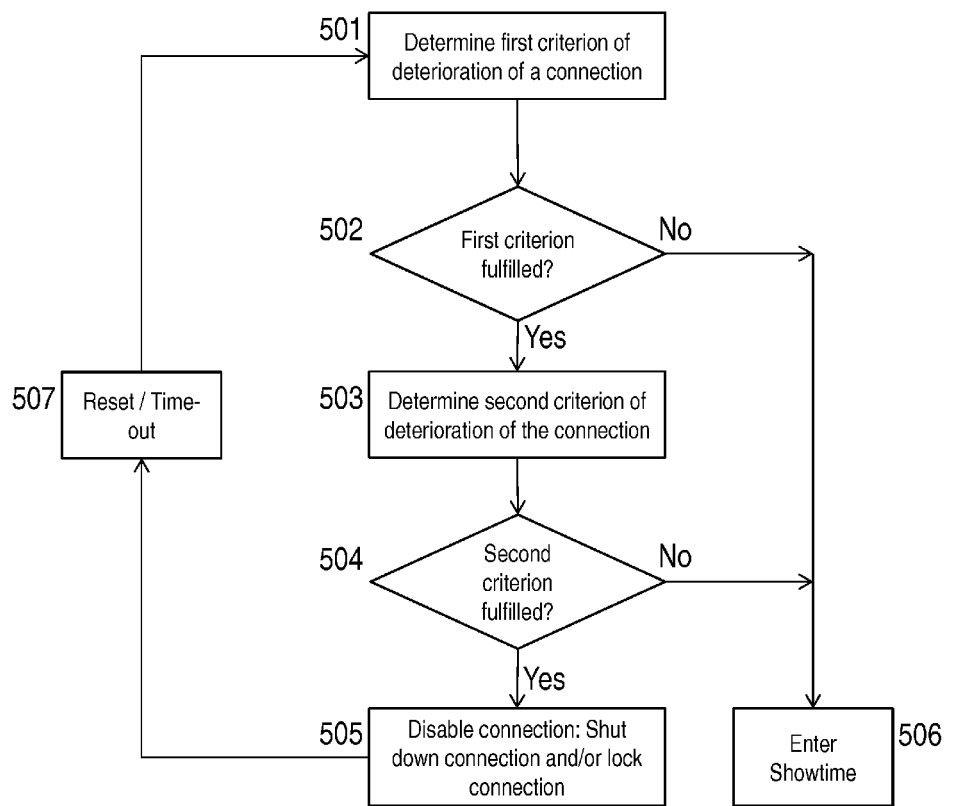 501
Determine first criterion of
deterioration of a connection
502
First criterion
fulfilled?
No
Yes
507
Reset / Time-
out
503
Determine second criterion of
deterioration of the connection
504
Second
criterion
fulfilled?
No
Yes
505
Disable connection: Shut
down connection and/or lock
connection
Enter
Showtime
506